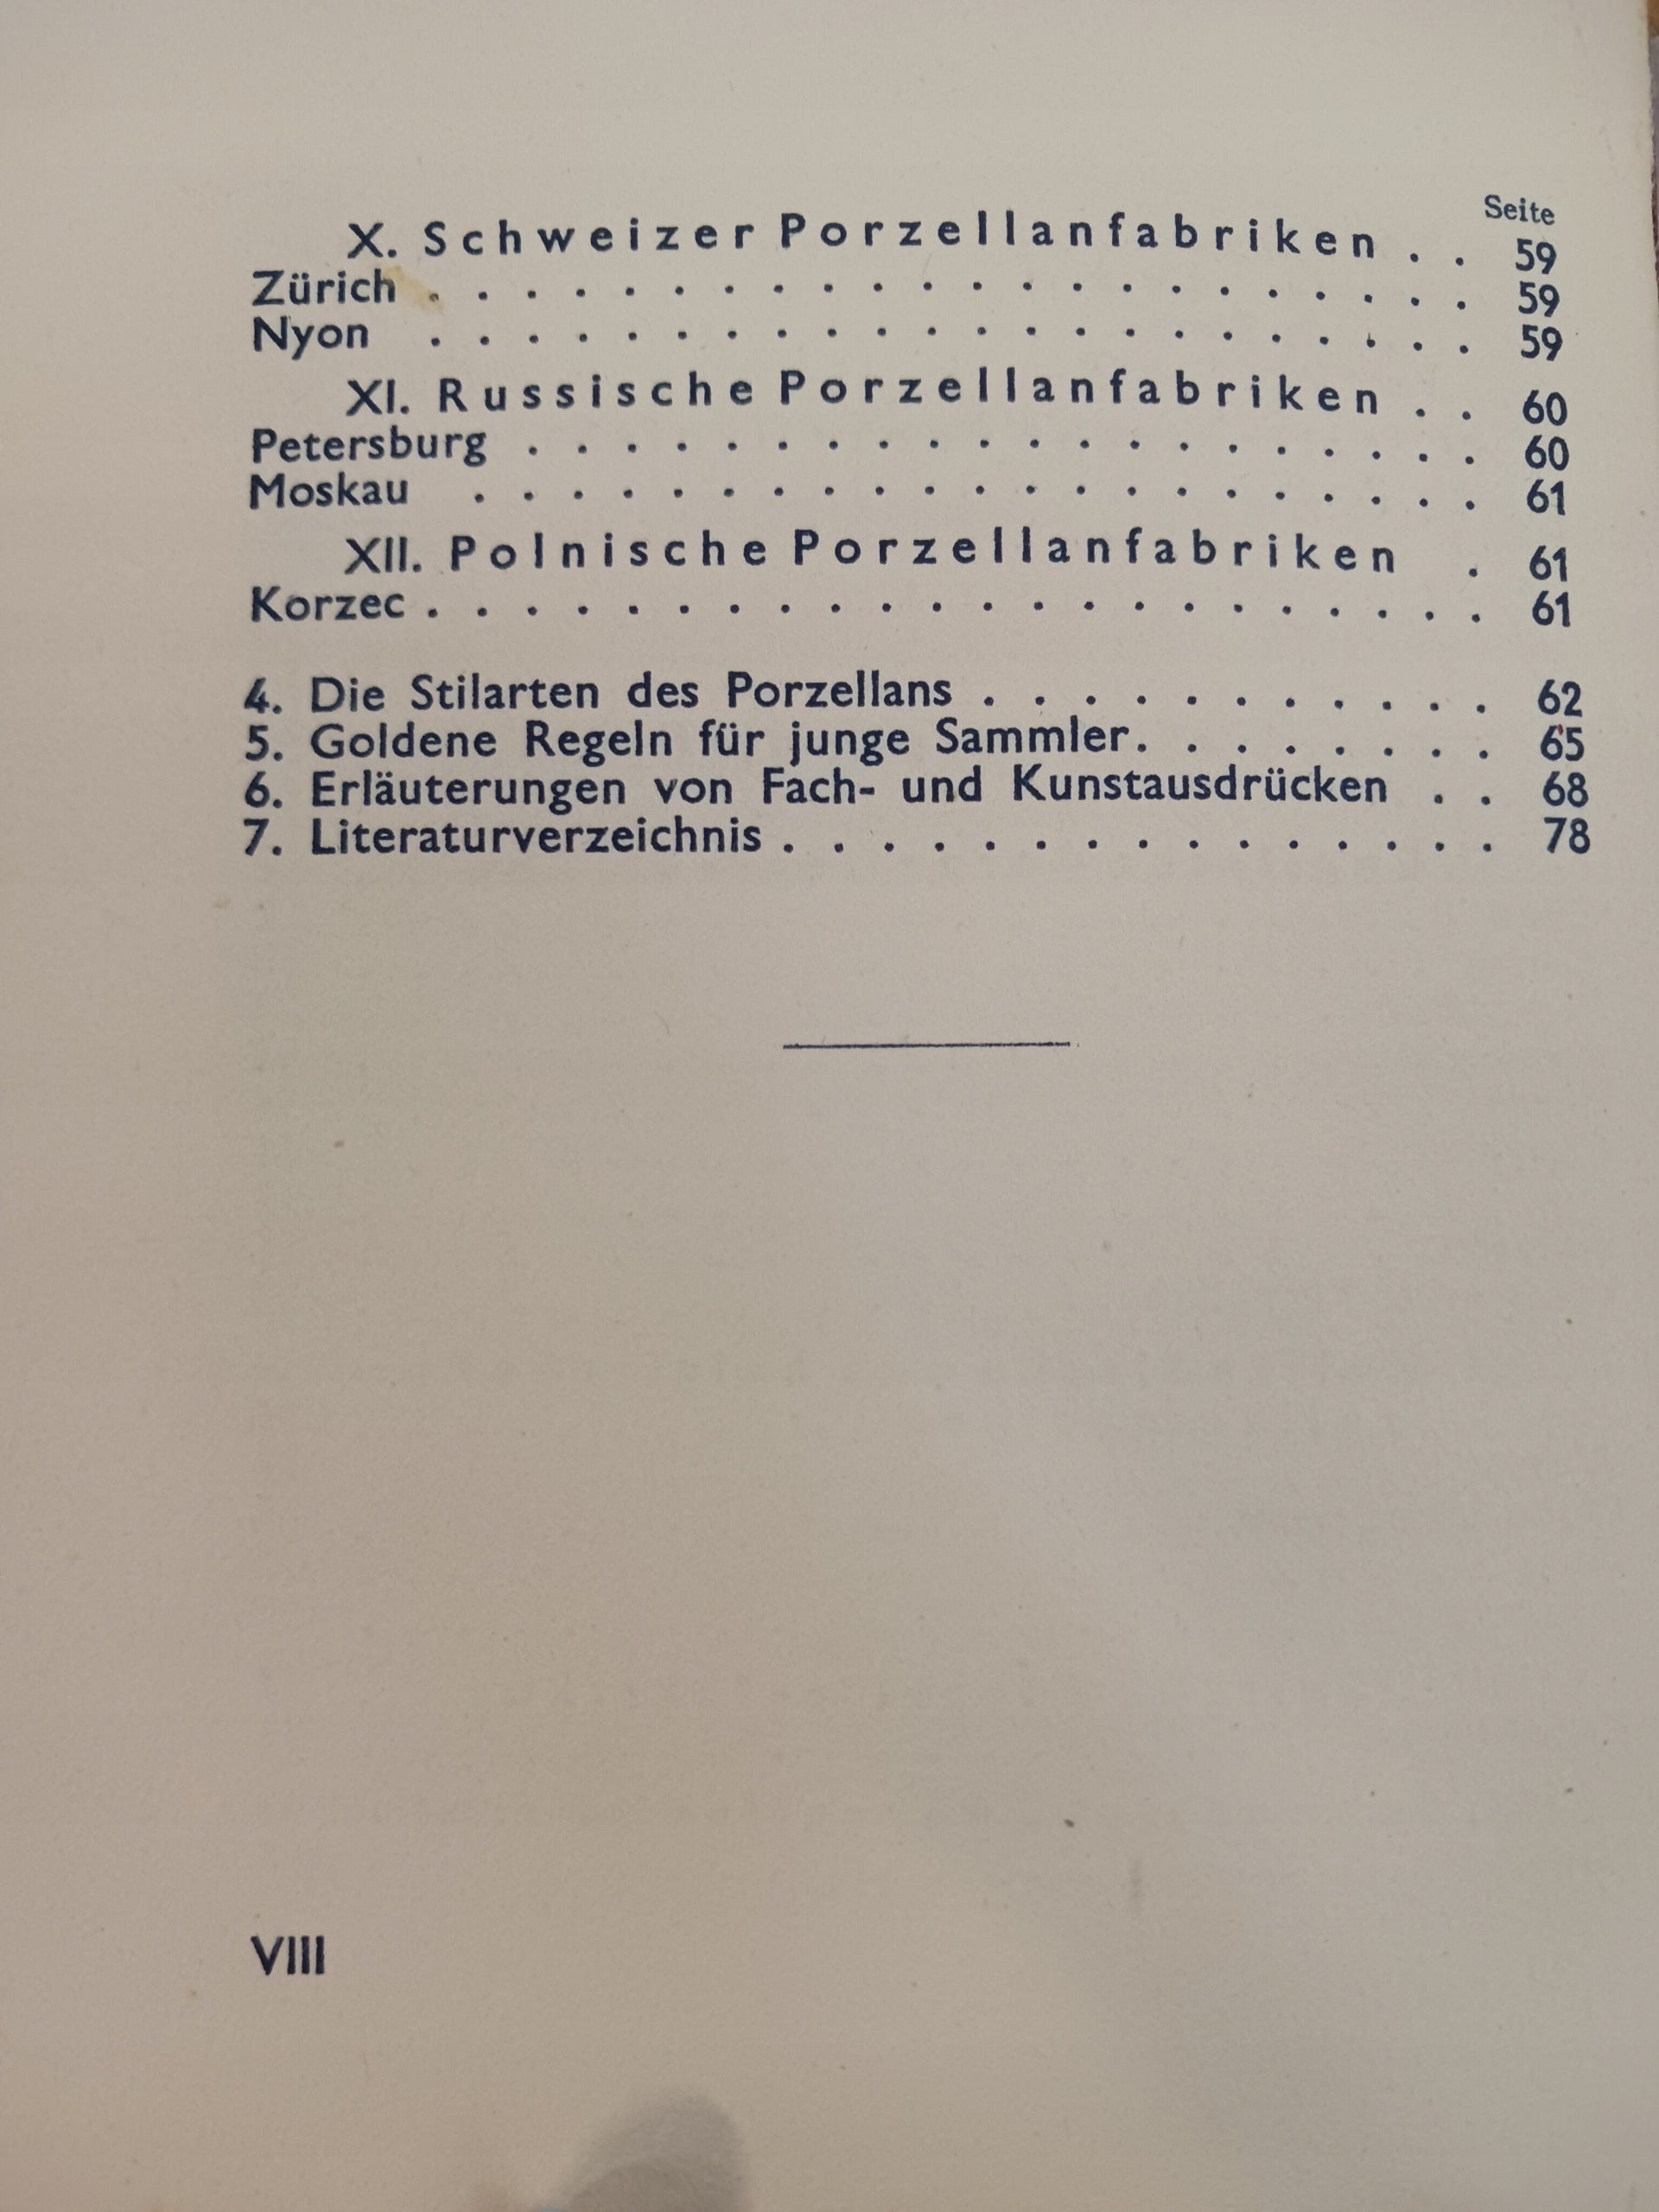 Seite
X. Schweizer Porzellanfabriken . . 59
Zürich . . . . . . . . . . . . . . . . . . . . . . 59
Nyon . . . . . . . . . . . . . . . . . . . . . . 59
XI. Russische Porzellanfabriken . . 60
Petersburg . . . . . . . . . . . . . . . . . . . . 60
Moskau . . . . . . . . . . . . . . . . . . . . . 61
XII. Polnische Porzellanfabriken . 61
Korzec . . . . . . . . . . . . . . . . . . . . . . 61
4. Die Stilarten des Porzellans . . . . . . . . . . . 62
5. Goldene Regeln für junge Sammler. . . . . . . . 65
6. Erläuterungen von Fach- und Kunstausdrücken . . 68
7. Literaturverzeichnis . . . . . . . . . . . . . . . 78
VIII